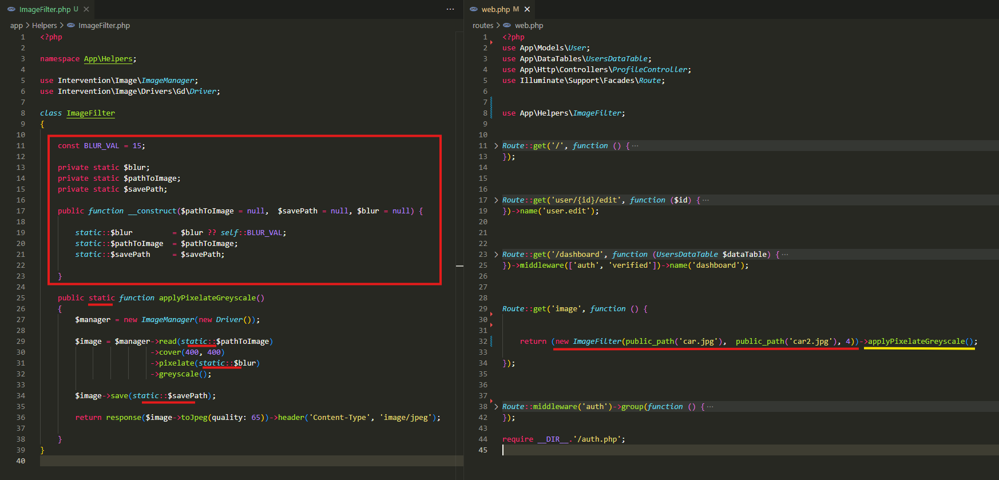 ImageFilter.php U
app > Helpers > ImageFilter.php
1 <?php
2
3 namespace App\Helpers;
4
5 use Intervention\Image\ImageManager;
6 use Intervention\Image\Drivers\Gd\Driver;
7
8 class ImageFilter
9 {
10
11 const BLUR_VAL = 15;
12
13 private static $blur;
14 private static $pathToImage;
15 private static $savePath;
16
17 public function __construct($pathToImage = null,  $savePath = null, $blur = null) {
18
19 static::$blur         = $blur ?? self::BLUR_VAL;
20 static::$pathToImage  = $pathToImage;
21 static::$savePath     = $savePath;
22
23 }
24
25 public static function applyPixelateGreyscale()
26 {
27 $manager = new ImageManager(new Driver());
28
29 $image = $manager->read(static::$pathToImage)
30 ->cover(400, 400)
31 ->pixelate(static::$blur)
32 ->greyscale();
33
34 $image->save(static::$savePath);
35
36 return response($image->toJpeg(quality: 65))->header('Content-Type', 'image/jpeg');
37
38 }
39 }
40
web.php M
routes > web.php
1 <?php
2 use App\Models\User;
3 use App\DataTables\UsersDataTable;
4 use App\Http\Controllers\ProfileController;
5 use Illuminate\Support\Facades\Route;
6
7
8 use App\Helpers\ImageFilter;
9
10
11 Route::get('/', function () { ···
13 });
14
15
16
17 Route::get('user/{id}/edit', function ($id) { ···
19 })->name('user.edit');
20
21
22
23 Route::get('/dashboard', function (UsersDataTable $dataTable) { ···
25 })->middleware(['auth', 'verified'])->name('dashboard');
26
27
28
29 Route::get('image', function () {
30
31
32 return (new ImageFilter(public_path('car.jpg'),  public_path('car2.jpg'), 4))->applyPixelateGreyscale();
33
34 });
35
36
37
38 Route::middleware('auth')->group(function () { ···
42 });
43
44 require __DIR__.'/auth.php';
45